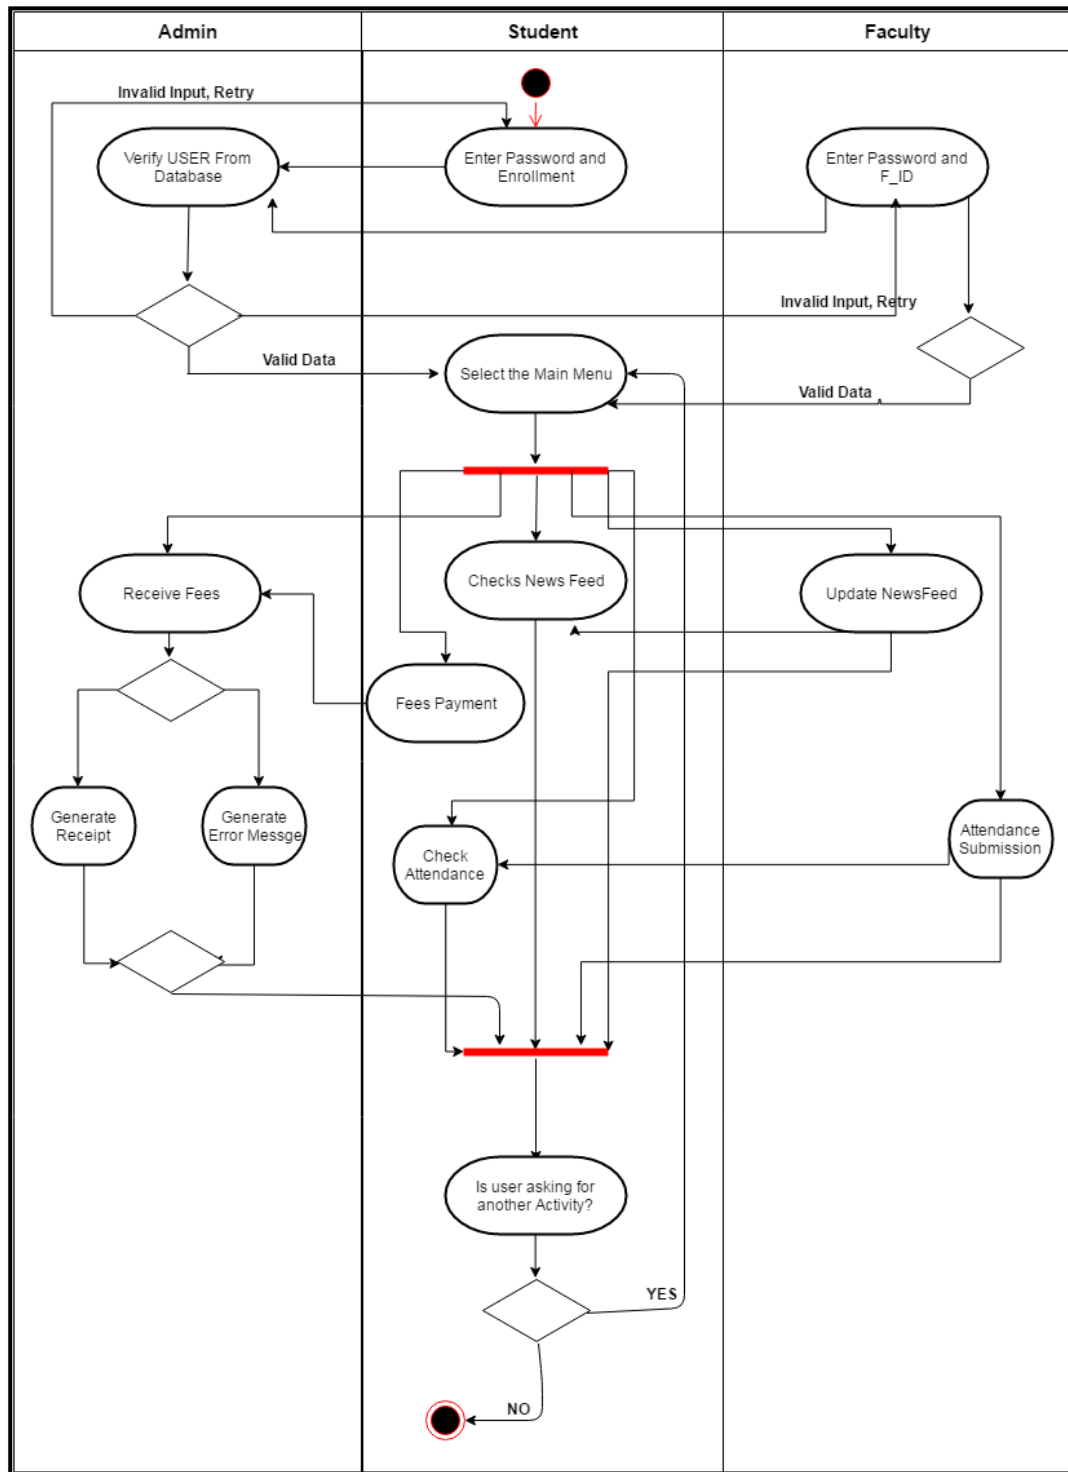 Admin
Student
Faculty
Invalid Input, Retry
Verify USER From
Database
Enter Password and
Enrollment
Enter Password and
F_ID
Invalid Input, Retry
Valid Data
Select the Main Menu
Valid Data
Receive Fees
Checks News Feed
Update NewsFeed
Fees Payment
Generate
Receipt
Generate
Error Messge
Check
Attendance
Attendance
Submission
Is user asking for
another Activity?
YES
NO